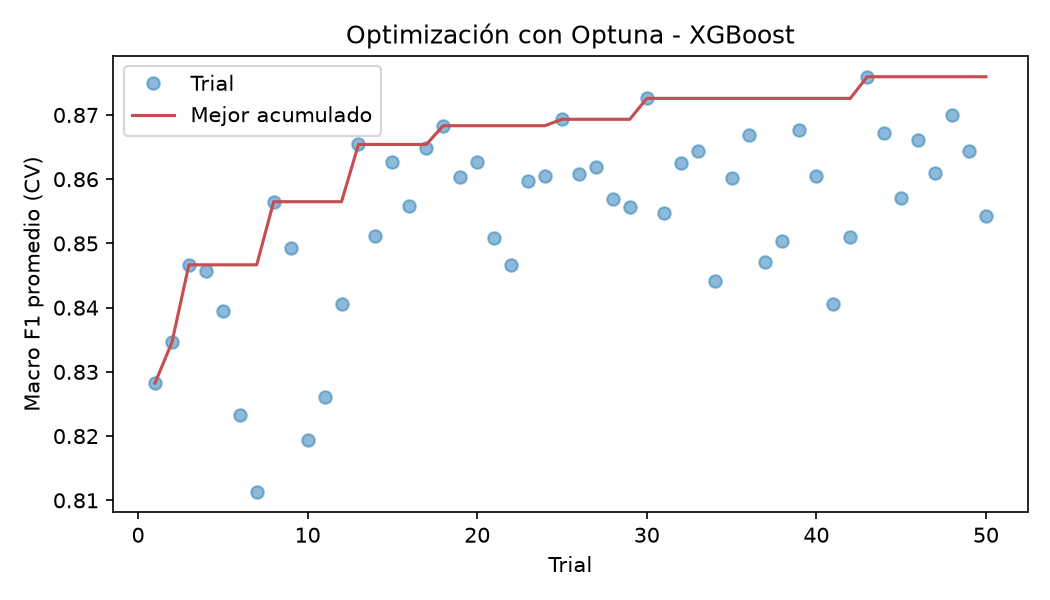 Optimización con Optuna - XGBoost
Trial
Mejor acumulado
Macro F1 promedio (CV)
0.87
0.86
0.85
0.84
0.83
0.82
0.81
0
10
20
30
40
50
Trial